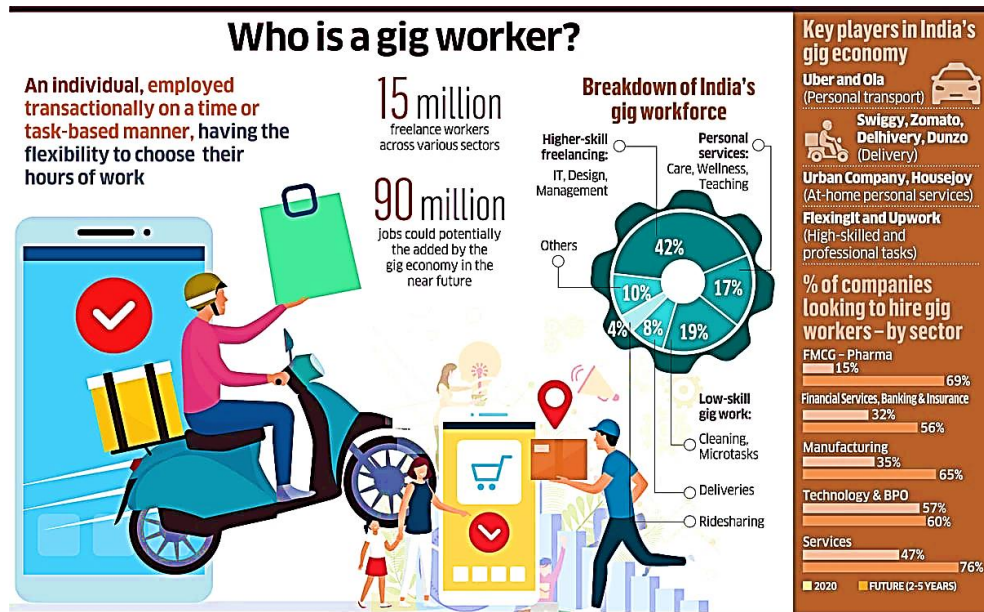 Who is a gig worker?
An individual, employed
transactionally on a time or
task-based manner, having the
flexibility to choose their
hours of work
15 million
freelance workers
across various sectors
90 million
jobs could potentially
the added by the
gig economy in the
near future
Breakdown of India's
gig workforce
Higher-skill
freelancing:
IT, Design,
Management
Personal
services:
Care, Wellness,
Teaching
Others
42%
17%
10%
4%
8%
19%
Low-skill
gig work:
Cleaning,
Microtasks
Deliveries
Ridesharing
Key players in India's
gig economy
Uber and Ola
(Personal transport)
Swiggy, Zomato,
Delhivery, Dunzo
(Delivery)
Urban Company, Housejoy
(At-home personal services)
FlexingIt and Upwork
(High-skilled and
professional tasks)
% of companies
looking to hire gig
workers – by sector
FMCG – Pharma
15%
69%
Financial Services, Banking & Insurance
32%
56%
Manufacturing
35%
65%
Technology & BPO
57%
60%
Services
47%
76%
2020 FUTURE (2-5 YEARS)